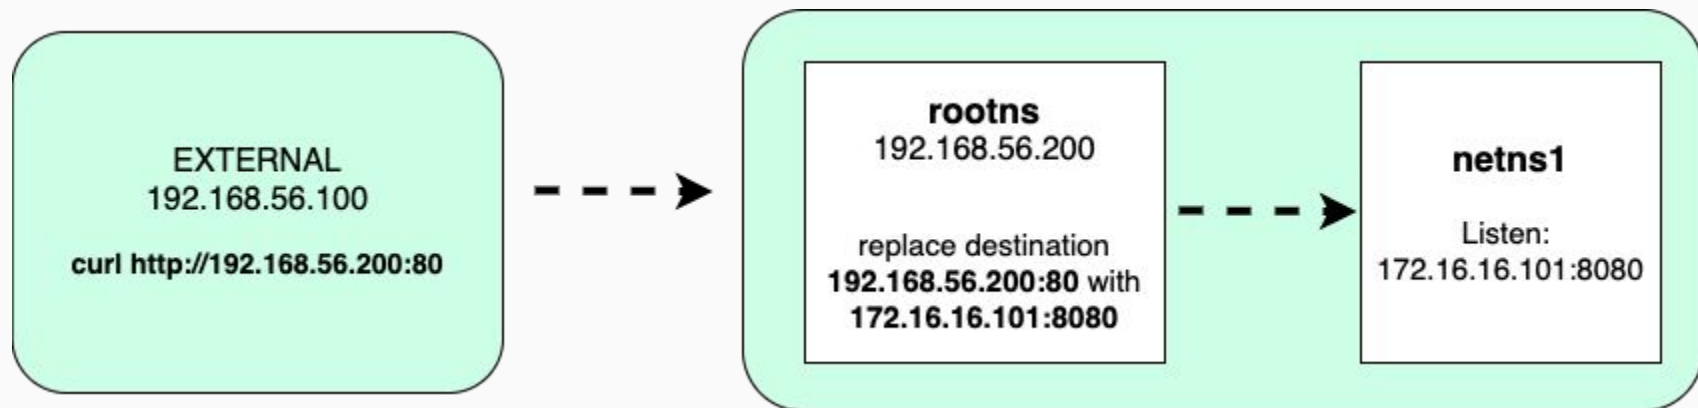 EXTERNAL
192.168.56.100
curl http://192.168.56.200:80
rootns
192.168.56.200
replace destination
192.168.56.200:80 with
172.16.16.101:8080
netns1
Listen:
172.16.16.101:8080